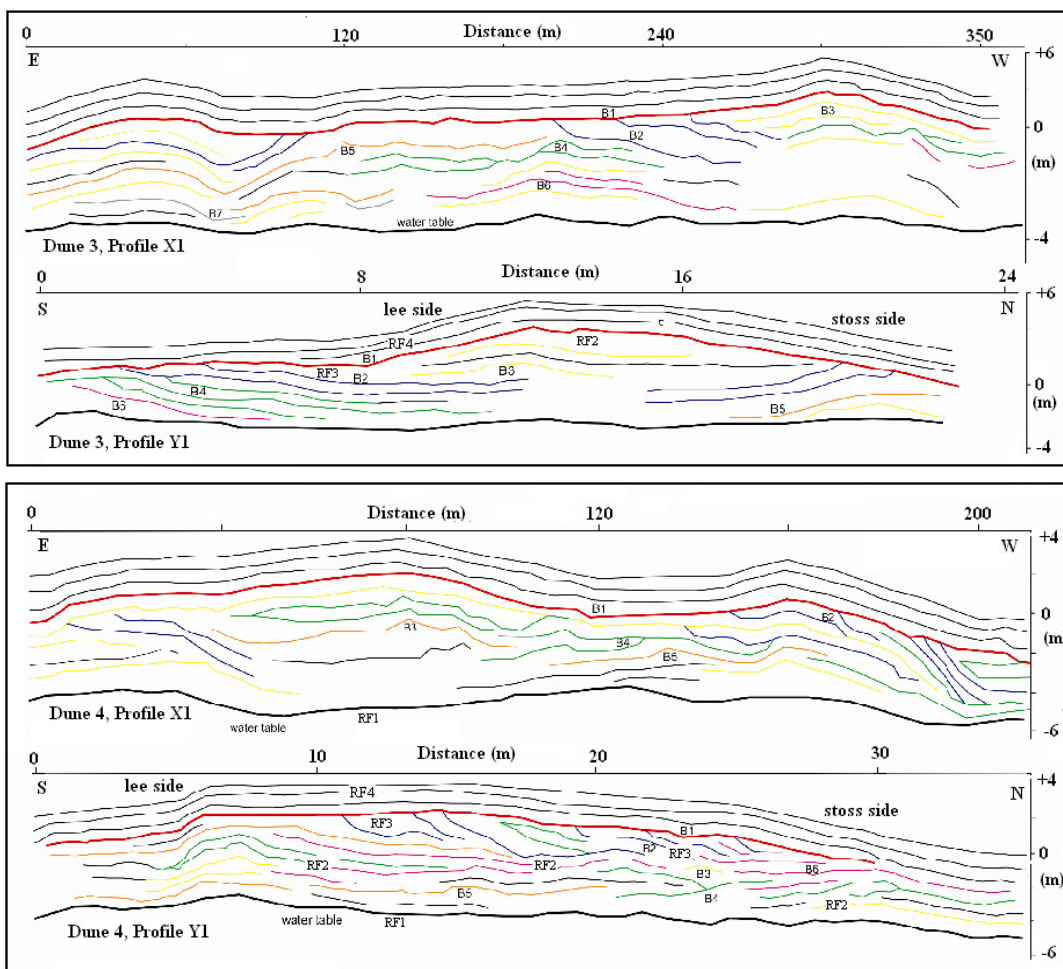 0 120 Distance (m) 240 350
E W +6
B1 B3
B2 0
B5 B4 (m)
B6
B7 water table
Dune 3, Profile X1 -4
0 8 Distance (m) 16 24
S lee side stoss side N +6
RF4 RF2
B1
RF3 B2 B3 0
B4 (m)
B6 B5
Dune 3, Profile Y1 -4
0 Distance (m) 120 200
E W +4
B1 B2 0
B4 (m
B5
Dune 4, Profile X1 water table RF1 -6
0 10 Distance (m) 20 30
S lee side N +4
RF4 stoss side
RF3 B1
B2 RF3 0
RF2 RF2 B3 B6 (m)
B5 B4 RF2
water table RF1
Dune 4, Profile Y1 -6